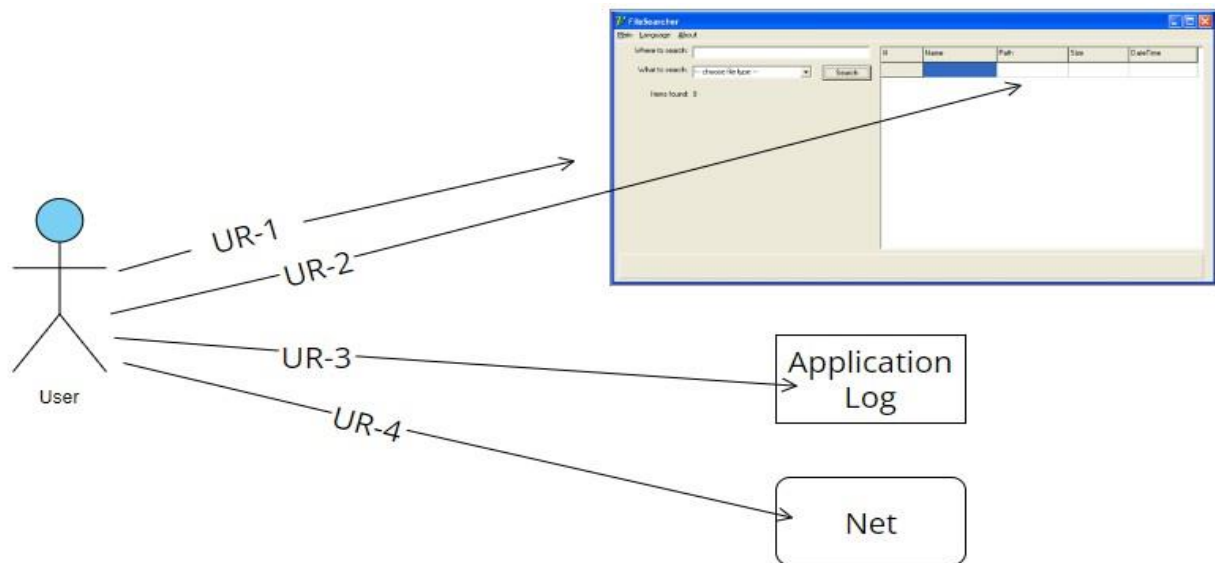 FileSearcher
Main Language About
Where to search:
What to search: -- choose file type -- Search
Items found: 0
N Name Path Size DateTime
UR-1
UR-2
UR-3
UR-4
User
Application
Log
Net